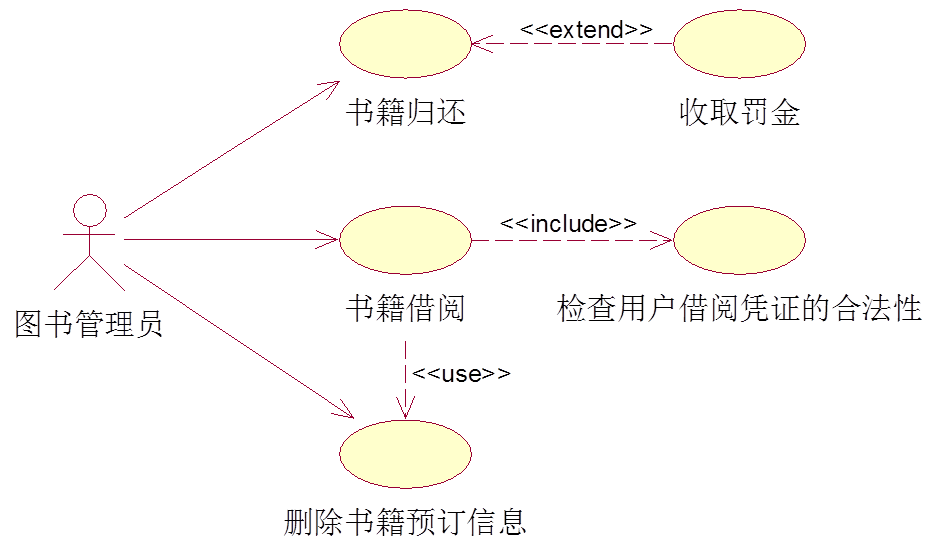 <<extend>>
书籍归还
收取罚金
<<include>>
图书管理员
书籍借阅
检查用户借阅凭证的合法性
<<use>>
删除书籍预订信息